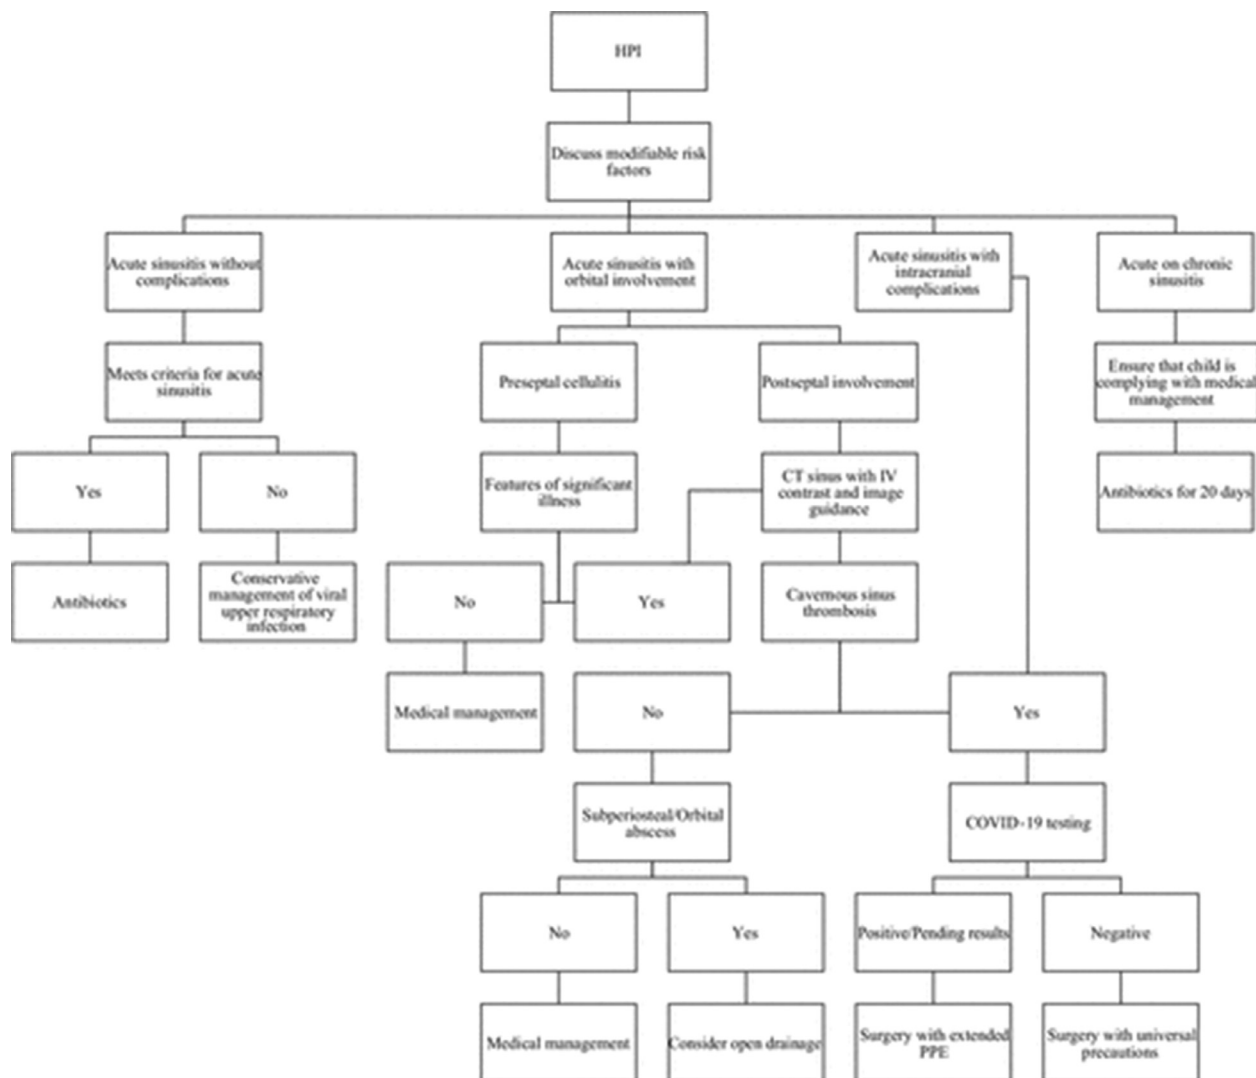 HPI
Discuss modifiable risk
factors
Acute sinusitis without
complications
Acute sinusitis with
orbital involvement
Acute sinusitis with
intracranial
complications
Acute on chronic
sinusitis
Meets criteria for acute
sinusitis
Preseptal cellulitis
Postseptal involvement
Ensure that child is
complying with medical
management
Yes
No
Features of significant
illness
CT sinus with IV
contrast and image
guidance
Antibiotics for 20 days
Antibiotics
Conservative
management of viral
upper respiratory
infection
No
Yes
Cavernous sinus
thrombosis
Medical management
No
Yes
Subperiosteal/Orbital
abscess
COVID-19 testing
No
Yes
Positive/Pending results
Negative
Medical management
Consider open drainage
Surgery with extended
PPE
Surgery with universal
precautions